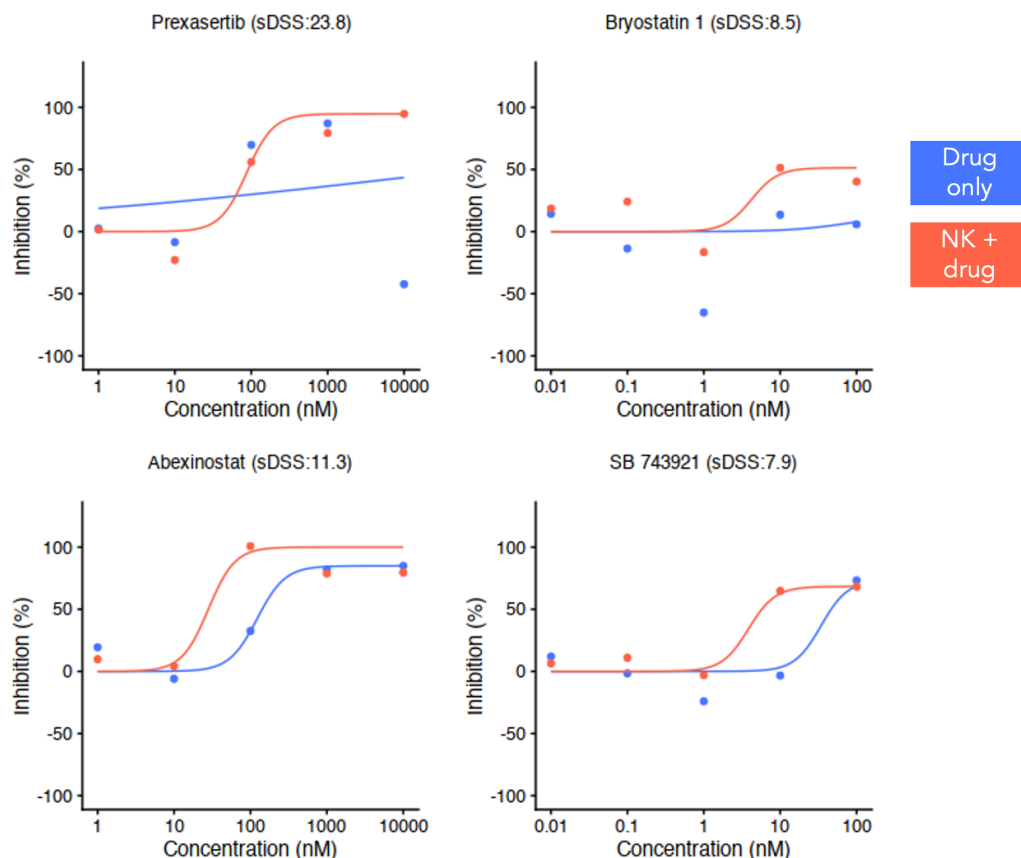 Prexasertib (sDSS:23.8)
Inhibition (%)
100
50
0
-50
-100
1 10 100 1000 10000
Concentration (nM)
Bryostatin 1 (sDSS:8.5)
Inhibition (%)
100
50
0
-50
-100
0.01 0.1 1 10 100
Concentration (nM)
Drug
only
NK +
drug
Abexinostat (sDSS:11.3)
Inhibition (%)
100
50
0
-50
-100
1 10 100 1000 10000
Concentration (nM)
SB 743921 (sDSS:7.9)
Inhibition (%)
100
50
0
-50
-100
0.01 0.1 1 10 100
Concentration (nM)